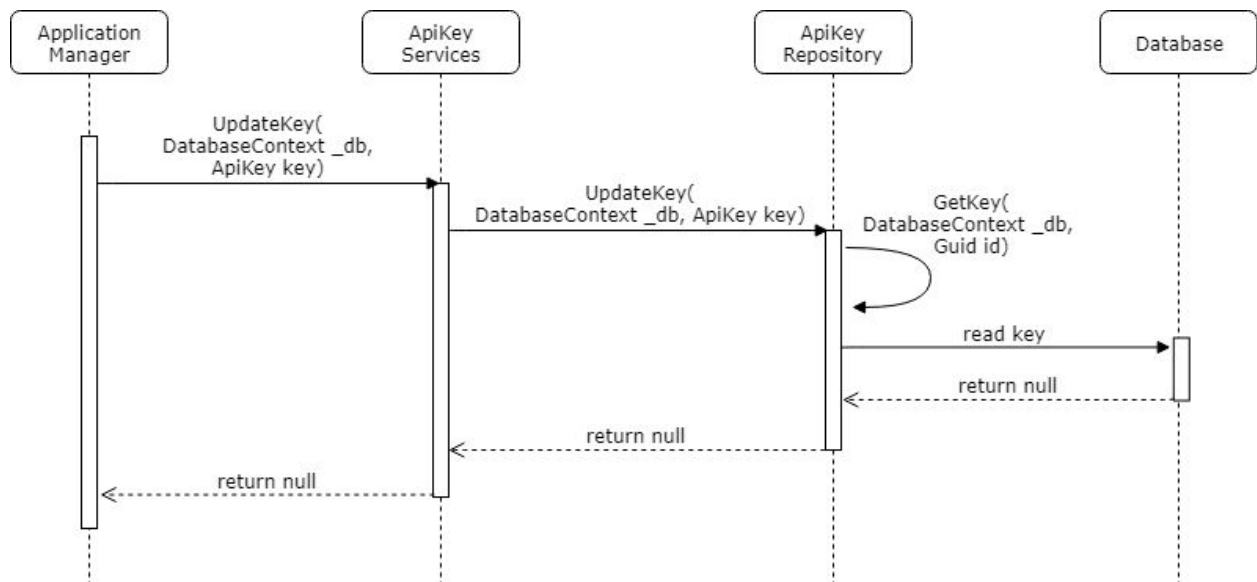 Application
Manager
ApiKey
Services
ApiKey
Repository
Database
UpdateKey(
DatabaseContext _db,
ApiKey key)
UpdateKey(
DatabaseContext _db, ApiKey key)
GetKey(
DatabaseContext _db,
Guid id)
read key
return null
return null
return null